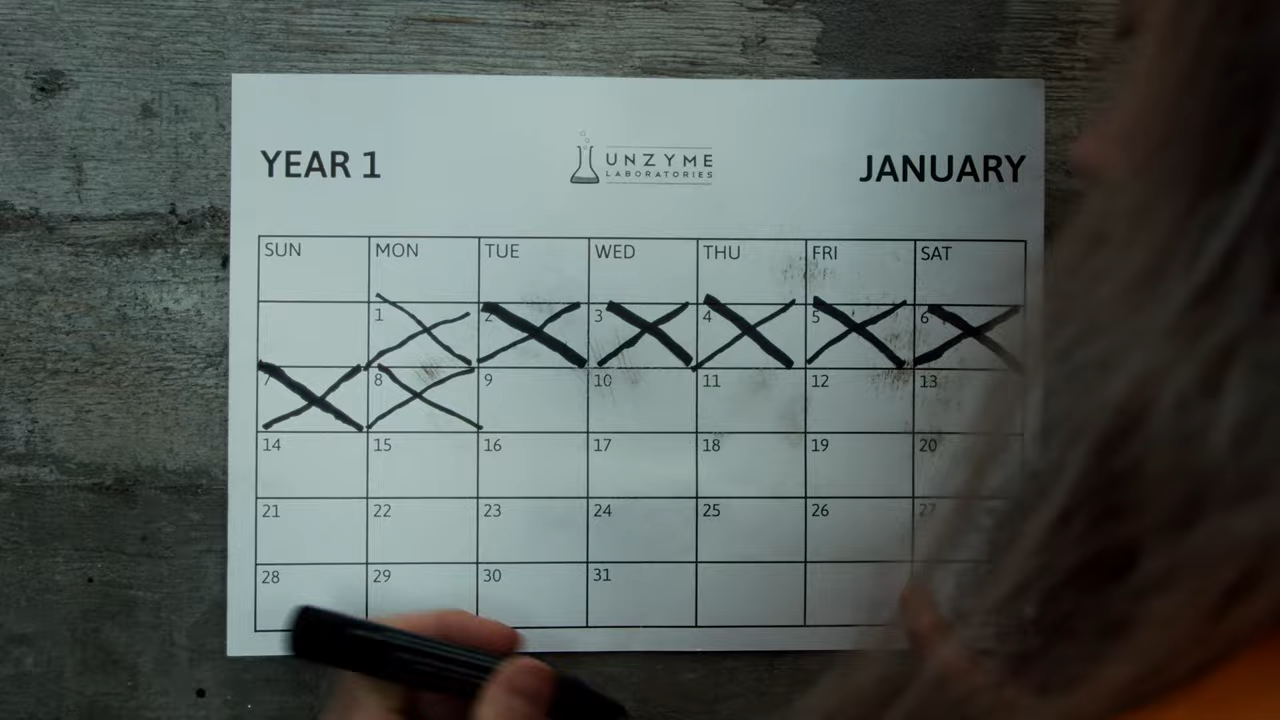 YEAR 1
UNZYME
LABORATORIES
JANUARY
SUN MON TUE WED THU FRI SAT
1 2 3 4 5 6
7 8 9 10 11 12 13
14 15 16 17 18 19 20
21 22 23 24 25 26 27
28 29 30 31